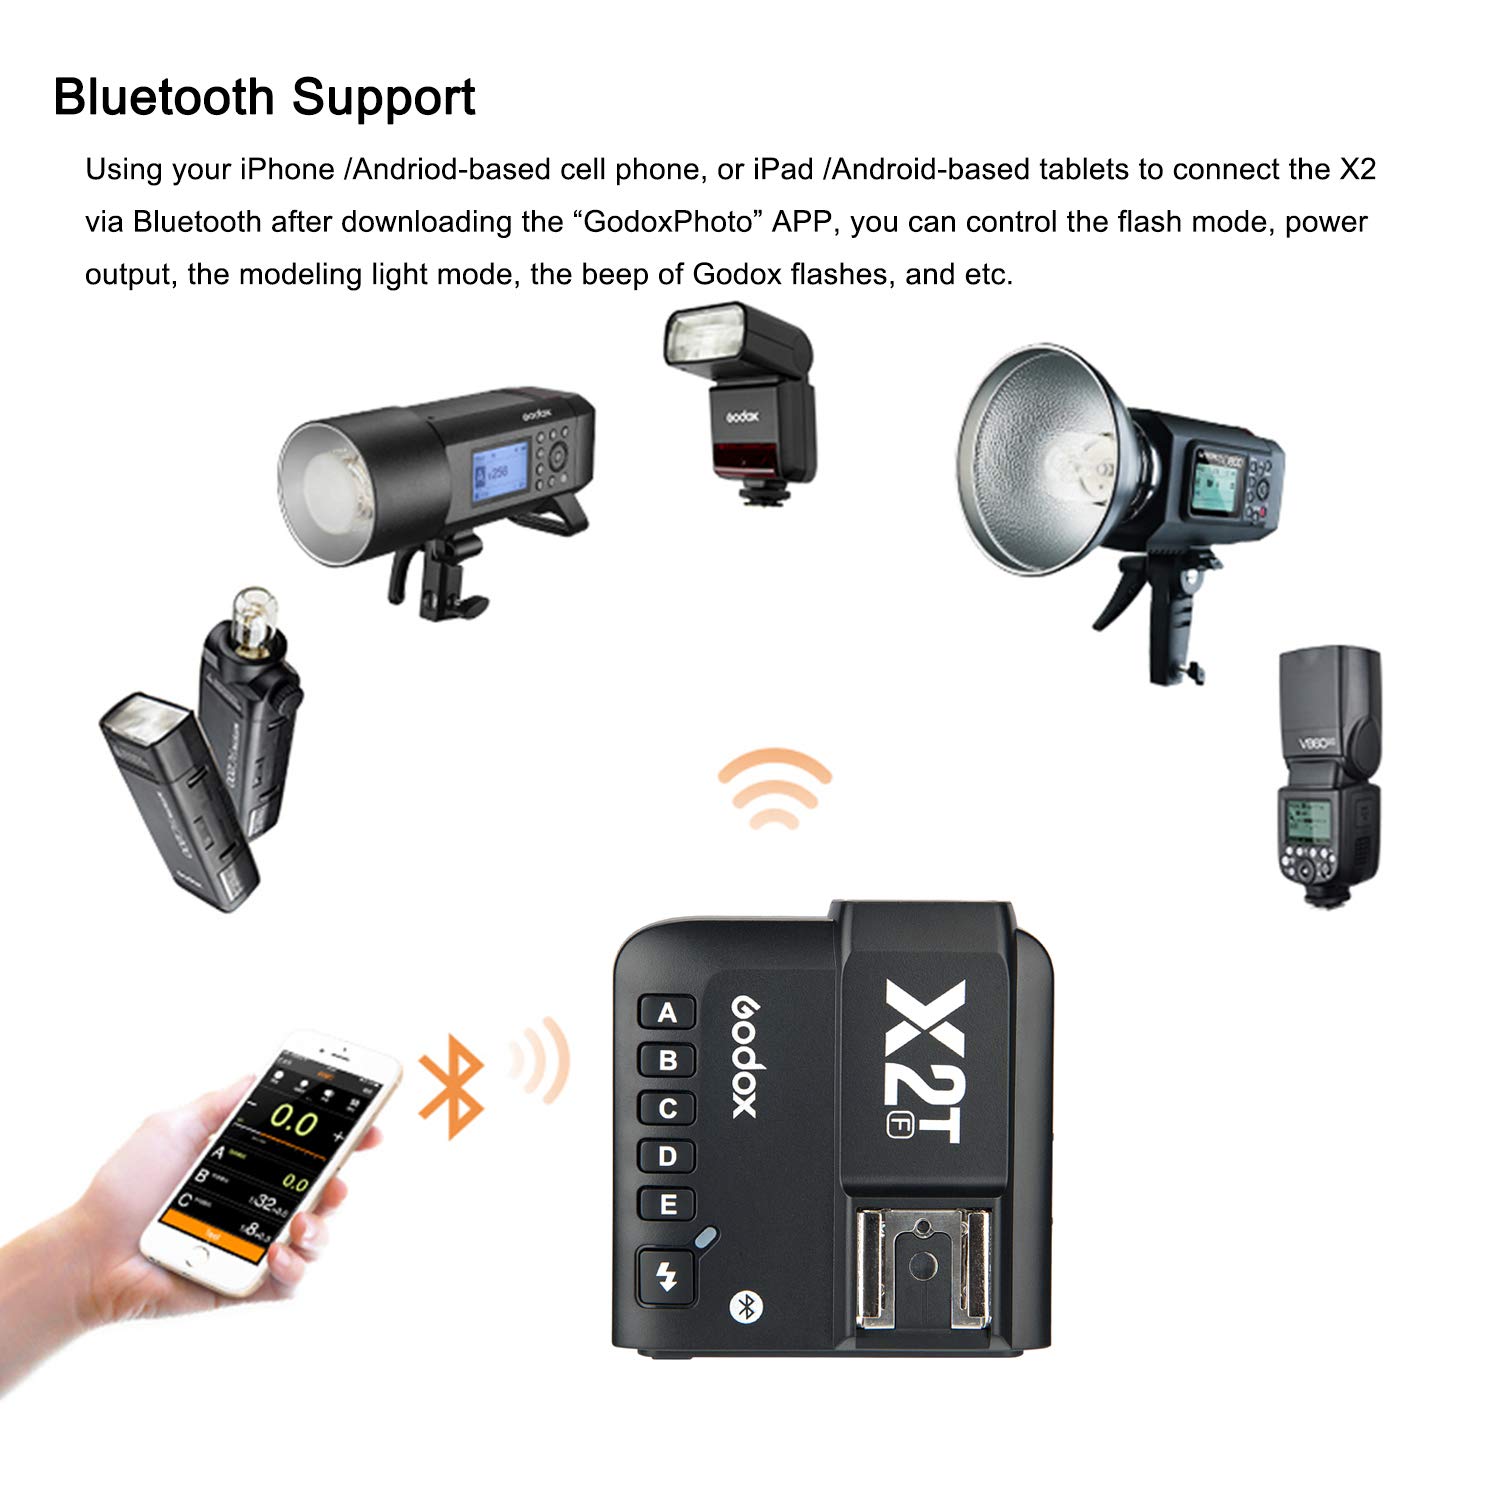 Bluetooth Support
Using your iPhone /Andriod-based cell phone, or iPad /Android-based tablets to connect the X2
via Bluetooth after downloading the “GodoxPhoto” APP, you can control the flash mode, power
output, the modeling light mode, the beep of Godox flashes, and etc.
Godox
Godox
V860
Godox
X2T
F
A
B
C
D
E
0.0
A
0.0
B
C